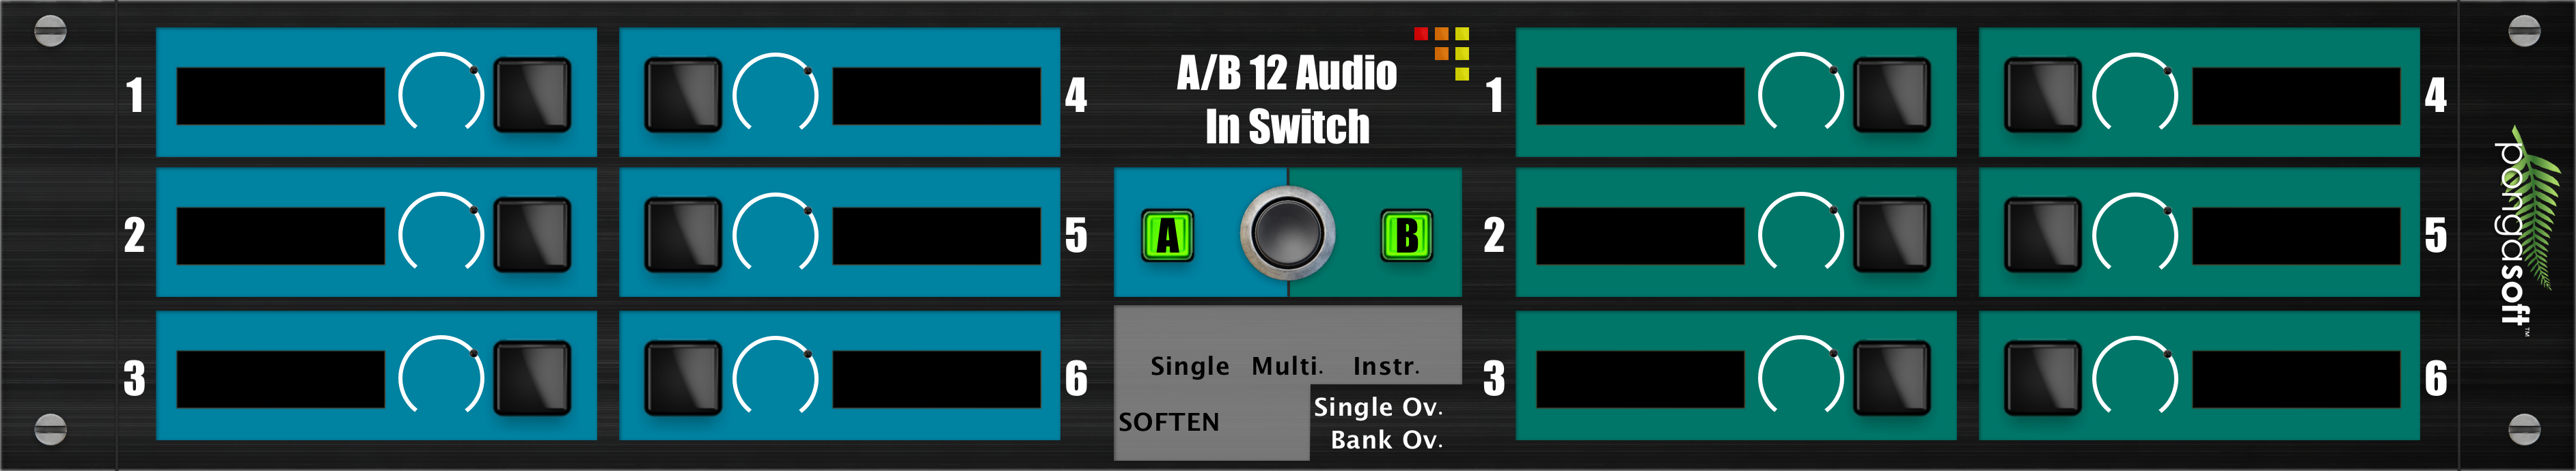 A/B 12 Audio
In Switch
1
4
2
5
3
6
A
B
Single Multi. Instr.
SOFTEN
Single Ov.
Bank Ov.
1
4
2
5
3
6
pongasoft™